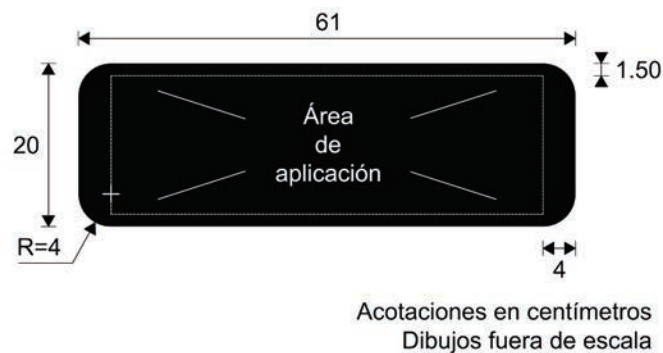 61
1.50
Área
de
aplicación
20
R=4
4
Acotaciones en centímetros
Dibujos fuera de escala